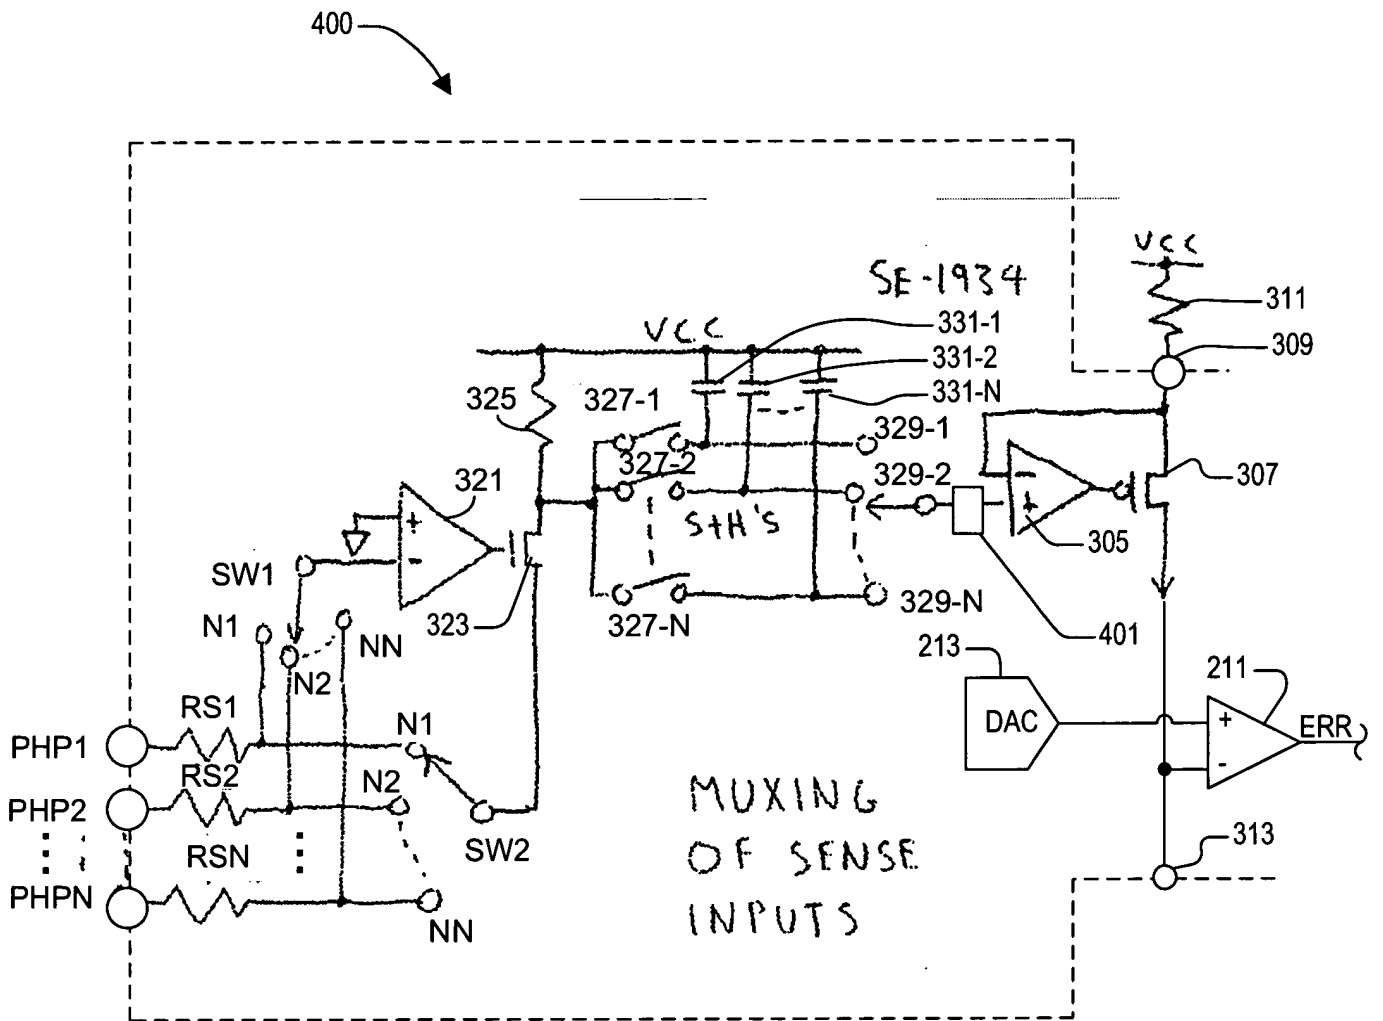 400
VCC
SE-1934
311
331-1
VCC
309
331-2
325
327-1
331-N
329-1
327-2
329-2
307
321
S+H'S
+
-
-
+
305
SW1
323
327-N
329-N
401
N1
NN
213
N2
211
RS1
N1
DAC
+
ERR
PHP1
RS2
N2
-
PHP2
MUXING
SW2
313
RSN
OF SENSE
PHPN
NN
INPUTS